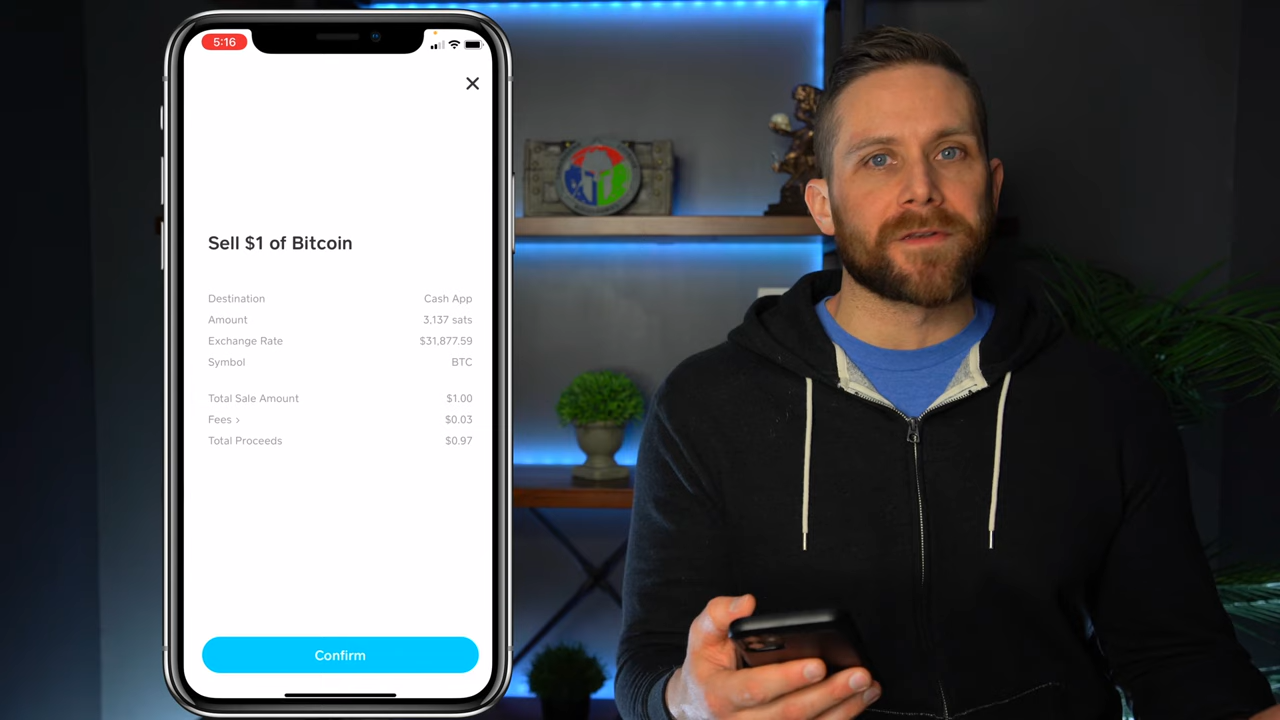 5:16
Sell $1 of Bitcoin
Destination Cash App
Amount 3,137 sats
Exchange Rate $31,877.59
Symbol BTC
Total Sale Amount $1.00
Fees > $0.03
Total Proceeds $0.97
Confirm